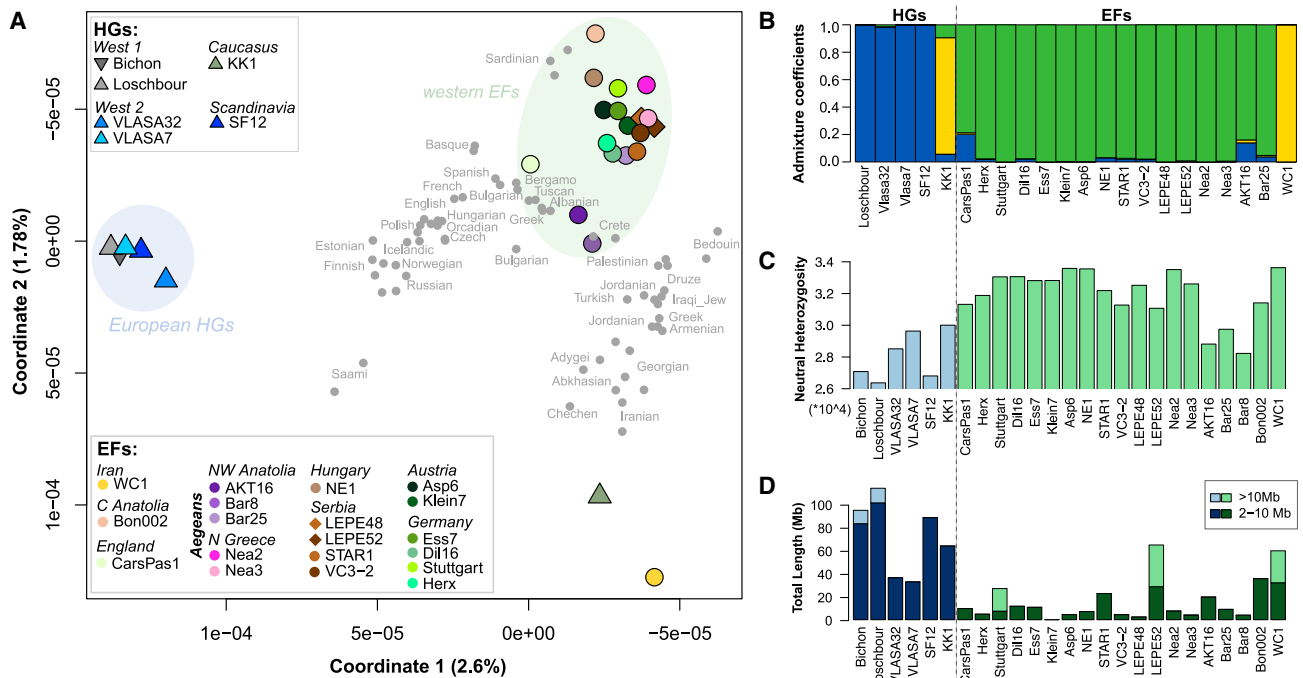 A
HGs:
West 1
Bichon
Loschbour
West 2
VLASA32
VLASA7
Caucasus
KK1
Scandinavia
SF12
western EFs
European HGs
Sardinian
Basque
Spanish
French
English
Polish
Estonian
Finnish
Bergamo
Tuscan
Bulgarian
Albanian
Hungarian
Orcadian
Greek
Czech
Icelandic
Norwegian
Russian
Bulgarian
Crete
Palestinian
Bedouin
Druze
Jordanian
Turkish
Iraqi_Jew
Jordanian
Greek
Armenian
Adygei
Georgian
Abkhasian
Chechen
Iranian
Saami
EFs:
Iran
WC1
C Anatolia
Bon002
England
CarsPas1
Aegeans
NW Anatolia
AKT16
Bar8
Bar25
N Greece
Nea2
Nea3
Hungary
NE1
Serbia
LEPE48
LEPE52
STAR1
VC3-2
Austria
Asp6
Klein7
Germany
Ess7
Dil16
Stuttgart
Herx
Coordinate 2 (1.78%)
-5e-05
0e+00
5e-05
1e-04
1e-04
5e-05
0e+00
-5e-05
Coordinate 1 (2.6%)
B
HGs
EFs
Admixture coefficients
1.0
0.8
0.6
0.4
0.2
0.0
Loschbour
Vlasa32
Vlasa7
SF12
KK1
CarsPas1
Herx
Stuttgart
Dil16
Ess7
Klein7
Asp6
NE1
STAR1
VC3-2
LEPE48
LEPE52
Nea2
Nea3
AKT16
Bar25
WC1
C
Neutral Heterozygosity
3.4
3.2
3.0
2.8
2.6
(*10^4)
Bichon
Loschbour
VLASA32
VLASA7
SF12
KK1
CarsPas1
Herx
Stuttgart
Dil16
Ess7
Klein7
Asp6
NE1
STAR1
VC3-2
LEPE48
LEPE52
Nea2
Nea3
AKT16
Bar25
Bar8
Bon002
WC1
D
Total Length (Mb)
100
80
60
40
20
0
>10Mb
2-10 Mb
Bichon
oschbour
VLASA32
VLASA7
SF12
KK1
CarsPas1
Herx
Stuttgart
Dil16
Ess7
Klein7
Asp6
NE1
STAR1
VC3-2
LEPE48
LEPE52
Nea2
Nea3
AKT16
Bar25
Bar8
Bon002
WC1